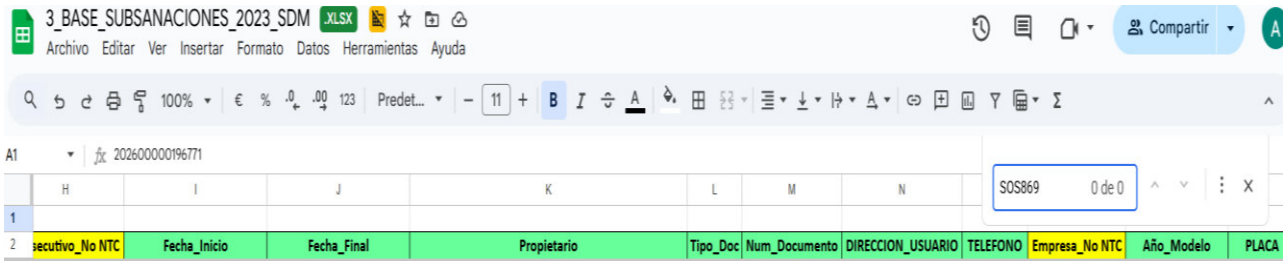 3_BASE_SUBSANACIONES_2023_SDM .XLSX
Archivo Editar Ver Insertar Formato Datos Herramientas Ayuda
Compartir
A
100% € % .0 .00 123 Predet... − 11 + B I A A Σ
A1 fx 202600000196771
SOS869 0 de 0 X
H I J K L M N
1
2 secutivo_No NTC Fecha_Inicio Fecha_Final Propietario Tipo_Doc Num_Documento DIRECCION_USUARIO TELEFONO Empresa_No NTC Año_Modelo PLACA